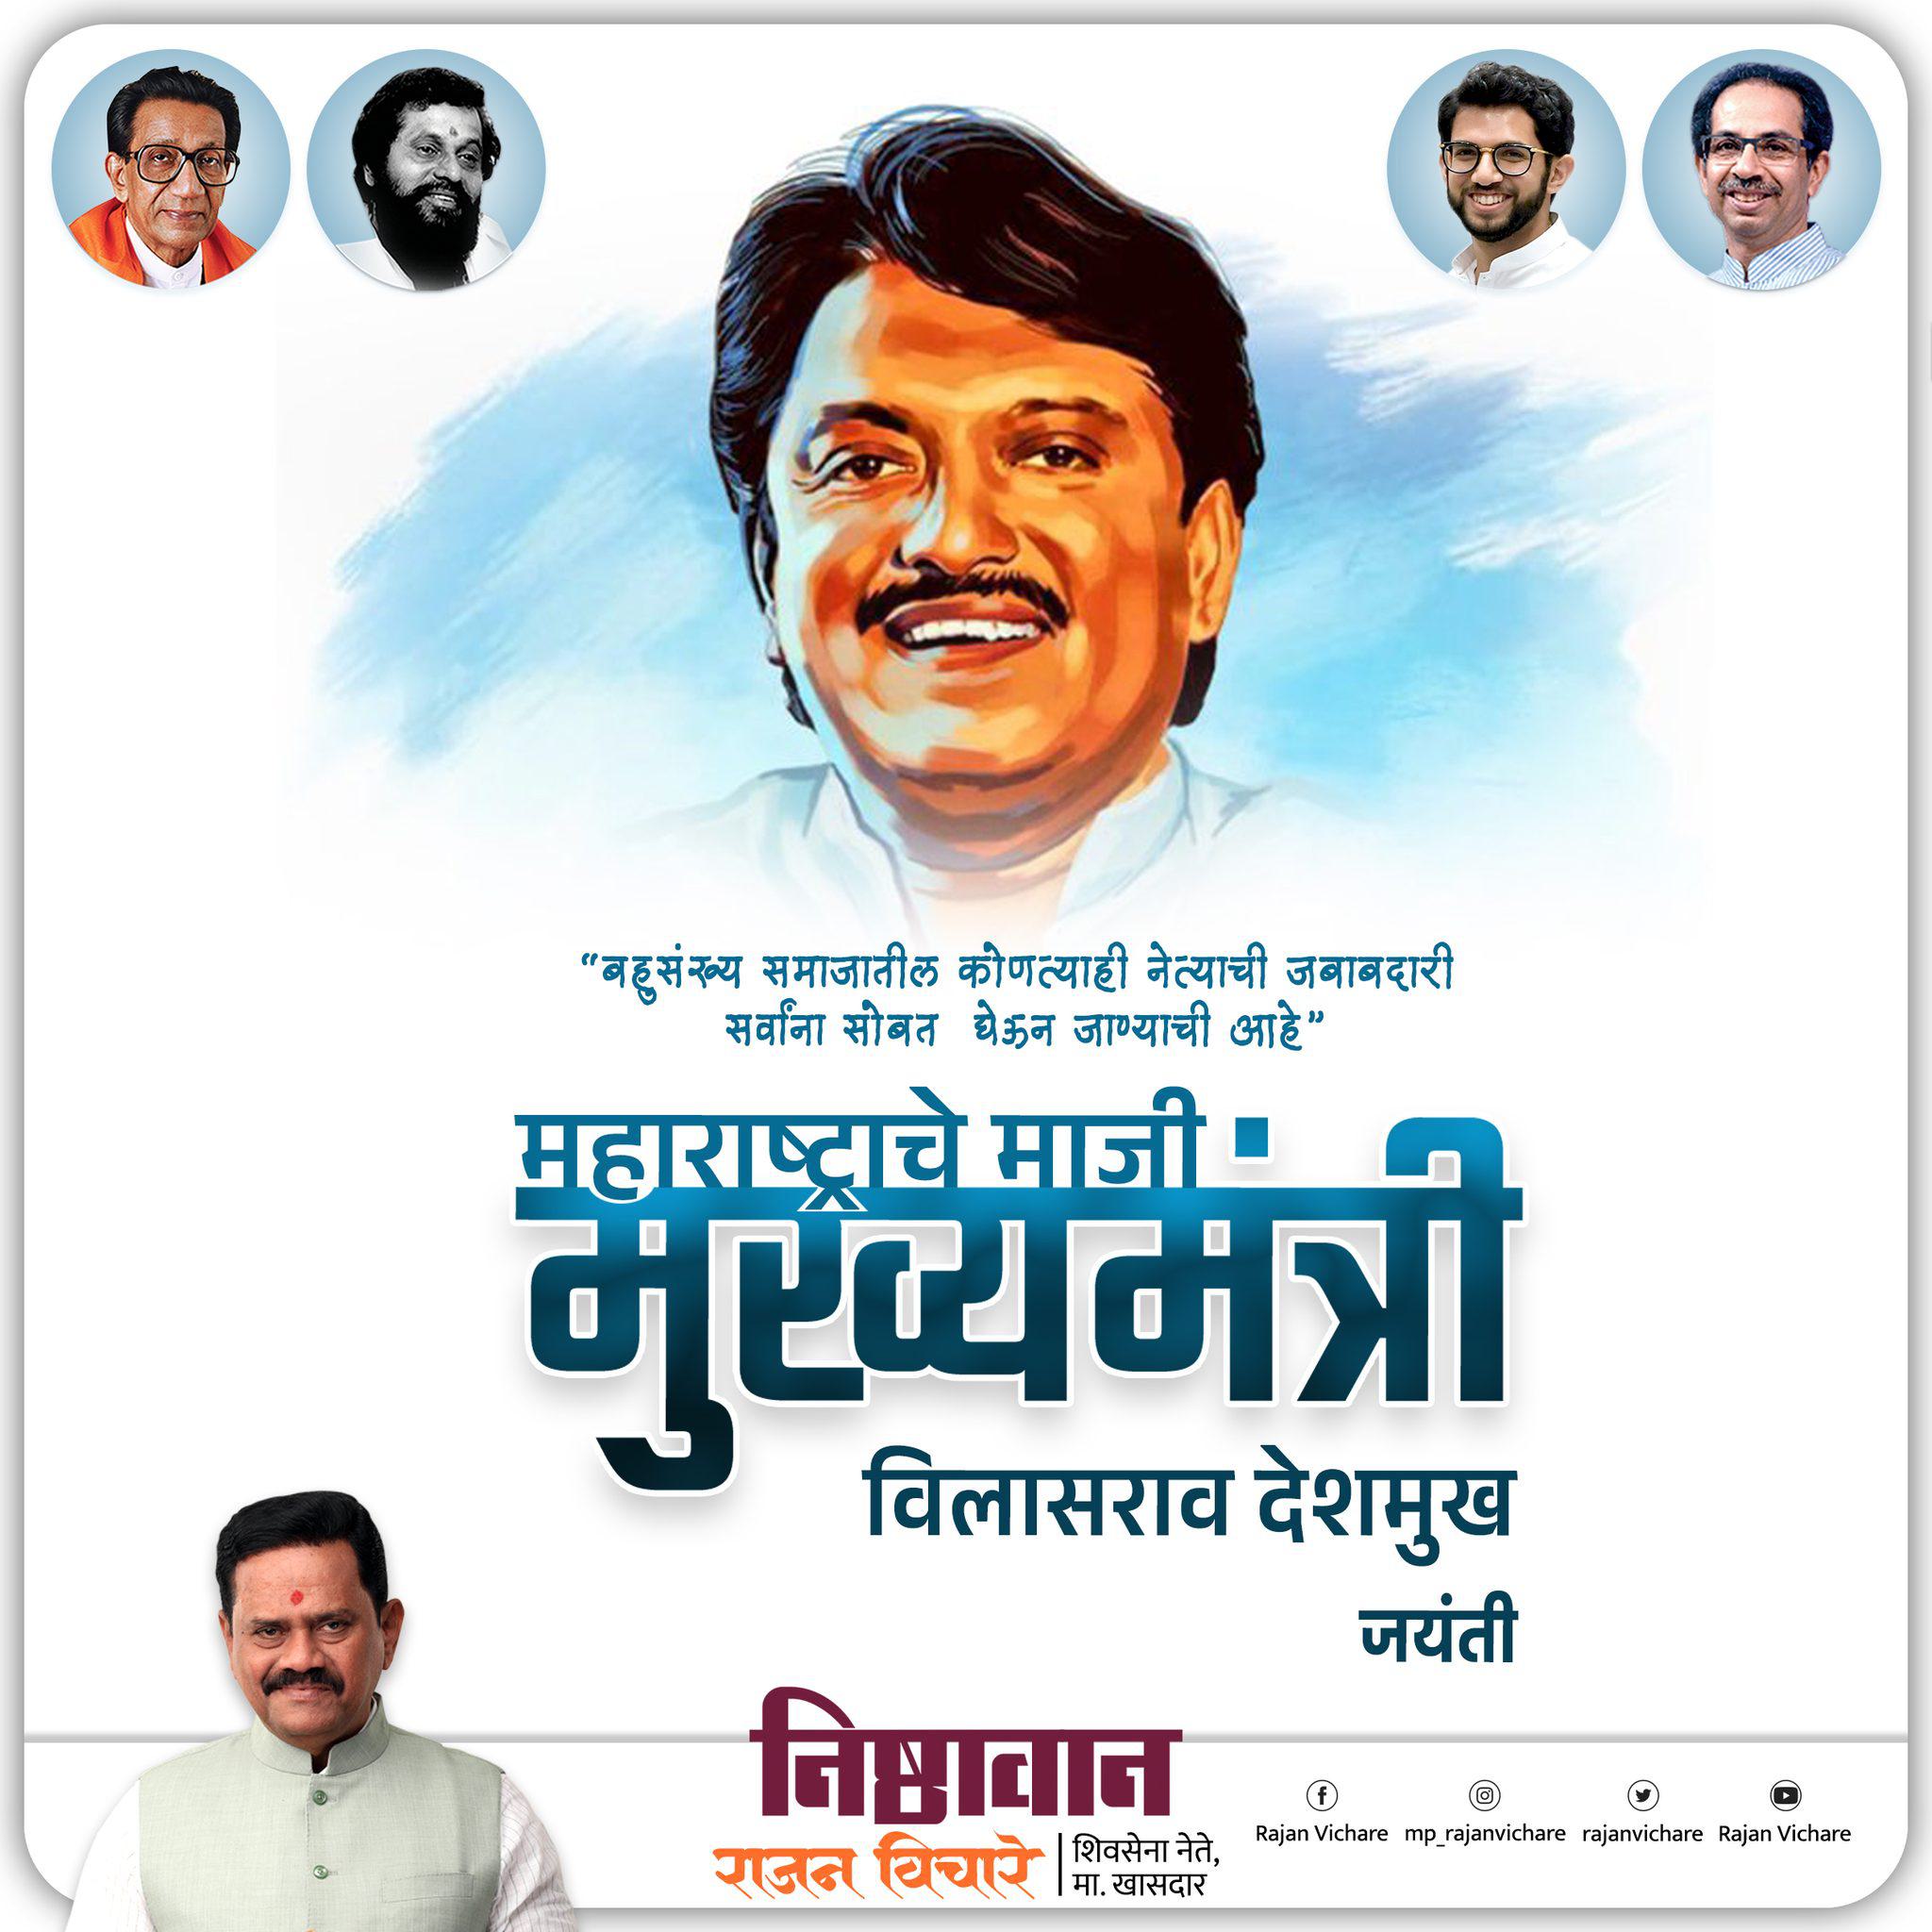 “बहुसंख्य समाजातील कोणत्याही नेत्याची जबाबदारी
सर्वांना सोबत घेऊन जाण्याची आहे”
महाराष्ट्राचे माजी
मुख्यमंत्री
विलासराव देशमुख
जयंती
निष्ठावान
राजन विचारे
शिवसेना नेते,
मा. खासदार
Rajan Vichare
mp_rajanvichare
rajanvichare
Rajan Vichare